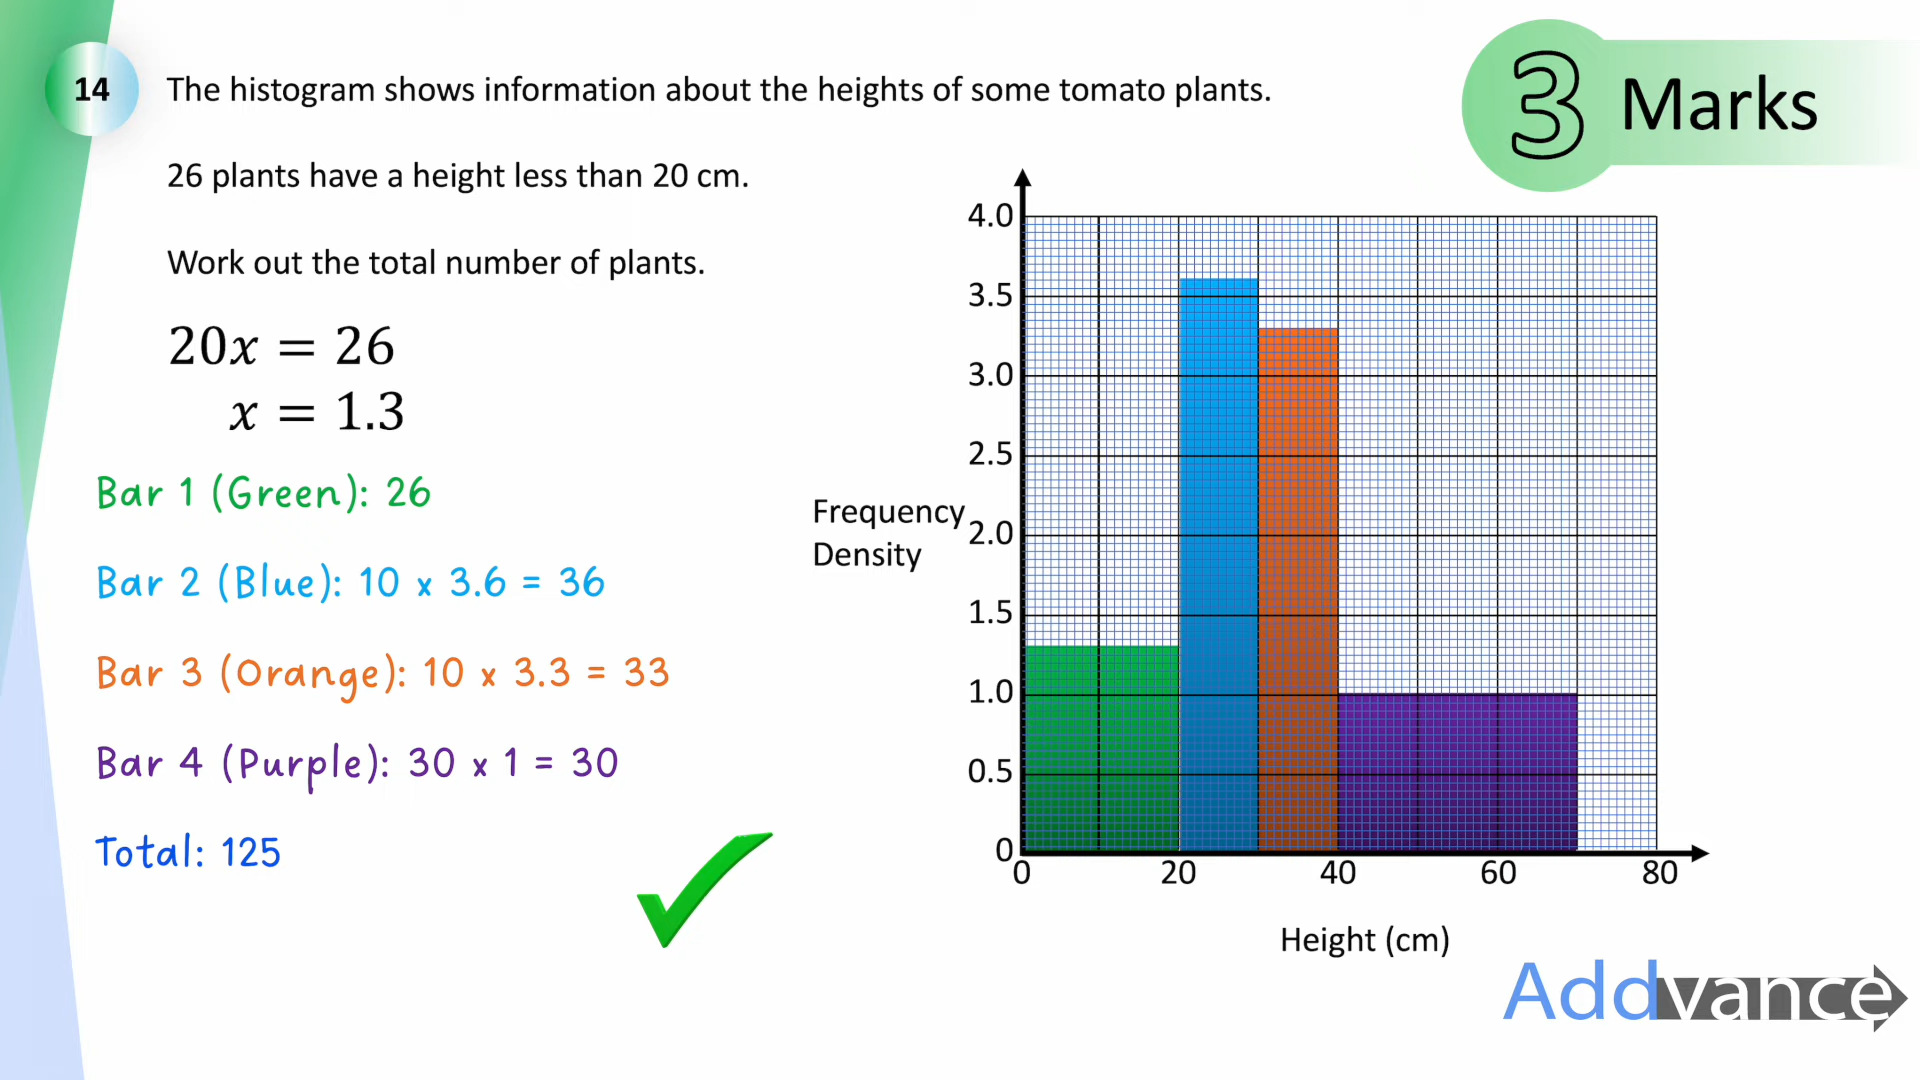 14 The histogram shows information about the heights of some tomato plants.
3 Marks
26 plants have a height less than 20 cm.
Work out the total number of plants.
20x = 26
x = 1.3
Bar 1 (Green): 26
Bar 2 (Blue): 10 x 3.6 = 36
Bar 3 (Orange): 10 x 3.3 = 33
Bar 4 (Purple): 30 x 1 = 30
Total: 125
Frequency
Density
4.0
3.5
3.0
2.5
2.0
1.5
1.0
0.5
0
0 20 40 60 80
Height (cm)
Addvance